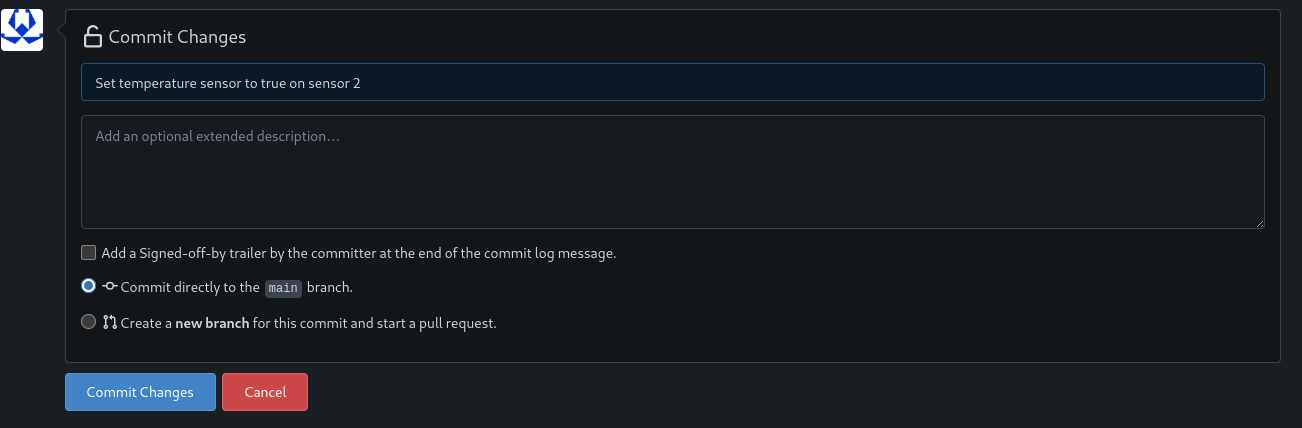 Commit Changes
Set temperature sensor to true on sensor 2
Add an optional extended description...
Add a Signed-off-by trailer by the committer at the end of the commit log message.
Commit directly to the main branch.
Create a new branch for this commit and start a pull request.
Commit Changes
Cancel